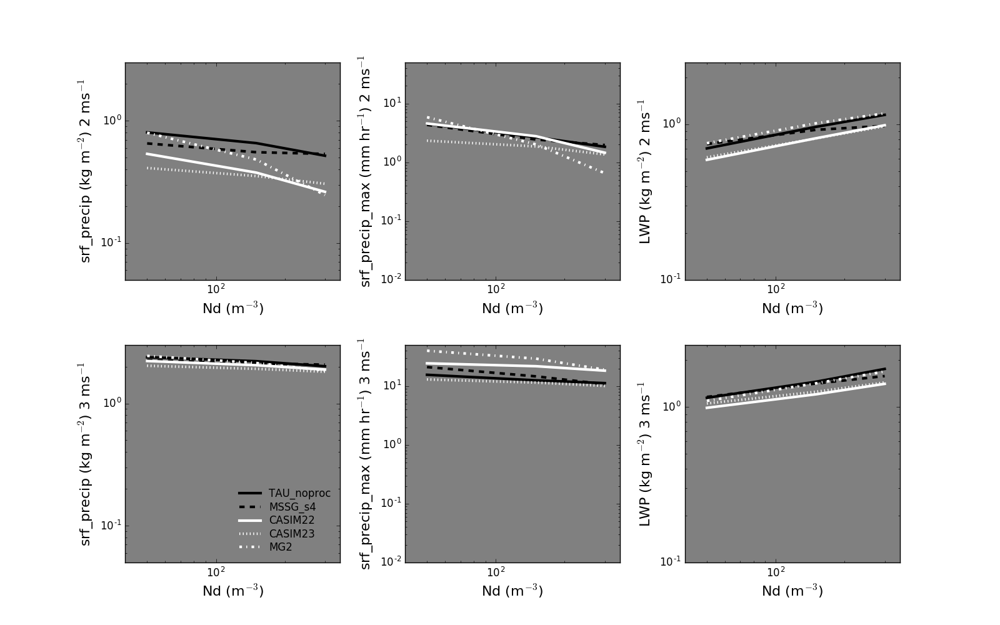 srf_precip (kg m⁻²) 2 ms⁻¹
10⁰
10⁻¹
10²
Nd (m⁻³)
srf_precip_max (mm hr⁻¹) 2 ms⁻¹
10¹
10⁰
10⁻¹
10⁻²
10²
Nd (m⁻³)
LWP (kg m⁻²) 2 ms⁻¹
10⁰
10⁻¹
10²
Nd (m⁻³)
srf_precip (kg m⁻²) 3 ms⁻¹
10⁰
10⁻¹
TAU_noproc
MSSG_s4
CASIM22
CASIM23
MG2
10²
Nd (m⁻³)
srf_precip_max (mm hr⁻¹) 3 ms⁻¹
10¹
10⁰
10⁻¹
10⁻²
10²
Nd (m⁻³)
LWP (kg m⁻²) 3 ms⁻¹
10⁰
10⁻¹
10²
Nd (m⁻³)